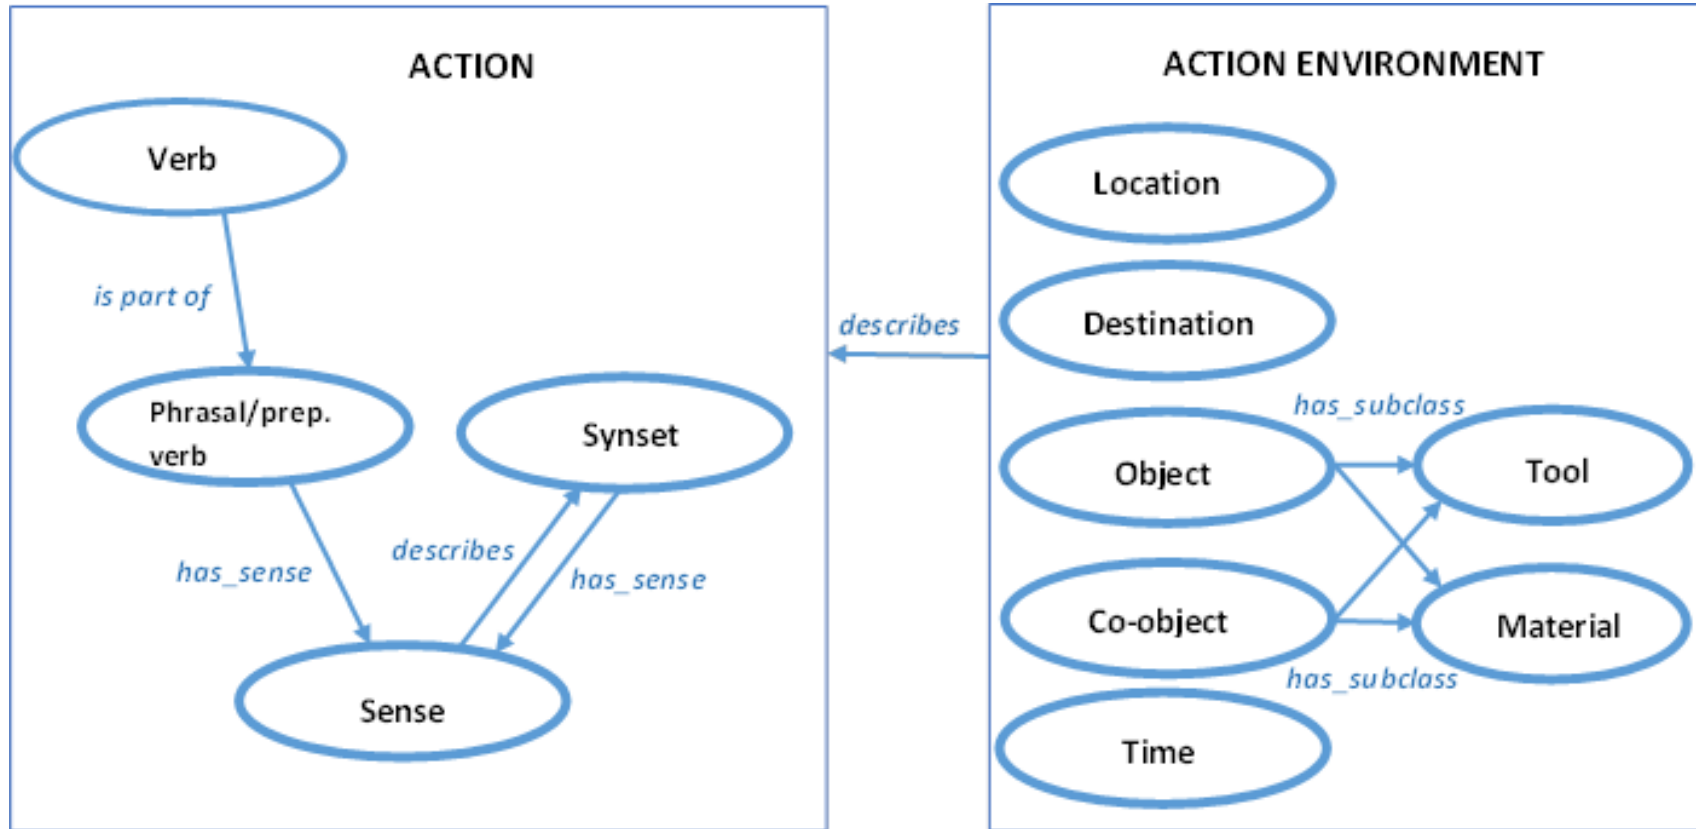 ACTION
Verb
is part of
Phrasal/prep.
verb
Synset
describes
has_sense
has_sense
Sense
describes
ACTION ENVIRONMENT
Location
Destination
has_subclass
Object
Tool
Co-object
Material
has_subclass
Time